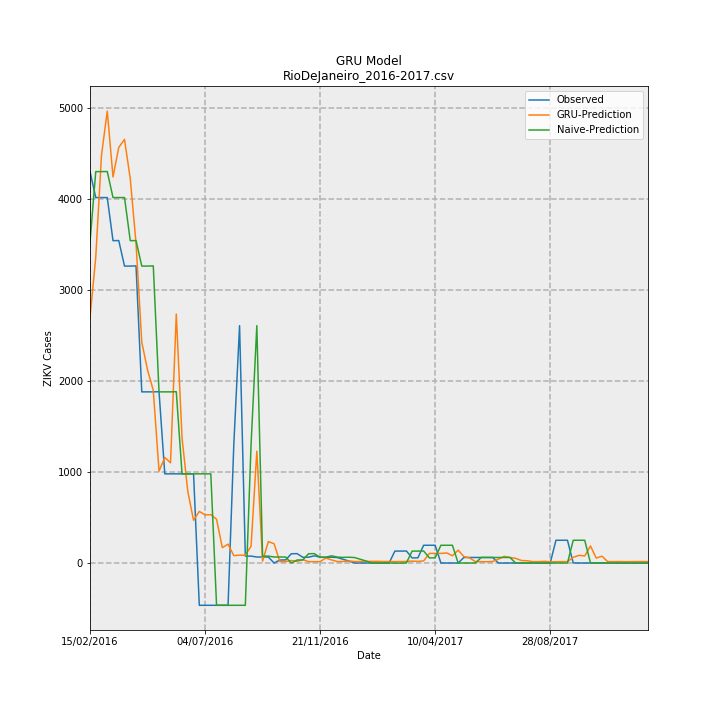 GRU Model
RioDeJaneiro_2016-2017.csv
Observed
GRU-Prediction
Naive-Prediction
ZIKV Cases
5000
4000
3000
2000
1000
0
15/02/2016
04/07/2016
21/11/2016
10/04/2017
28/08/2017
Date